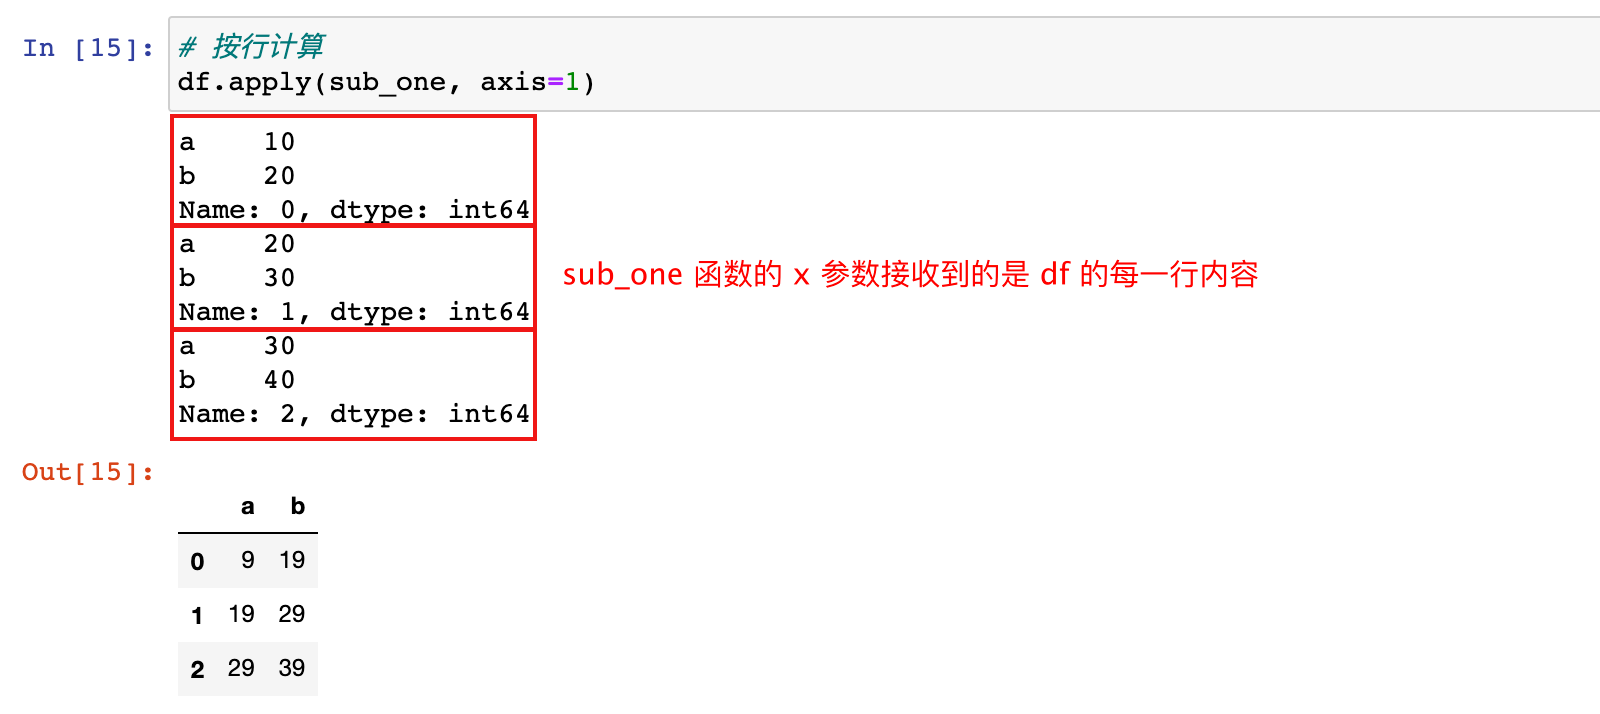 In [15]: # 按行计算
df.apply(sub_one, axis=1)
a 10
b 20
Name: 0, dtype: int64
a 20
b 30
Name: 1, dtype: int64
a 30
b 40
Name: 2, dtype: int64
sub_one 函数的 x 参数接收到的是 df 的每一行内容
Out[15]:
a b
0 9 19
1 19 29
2 29 39